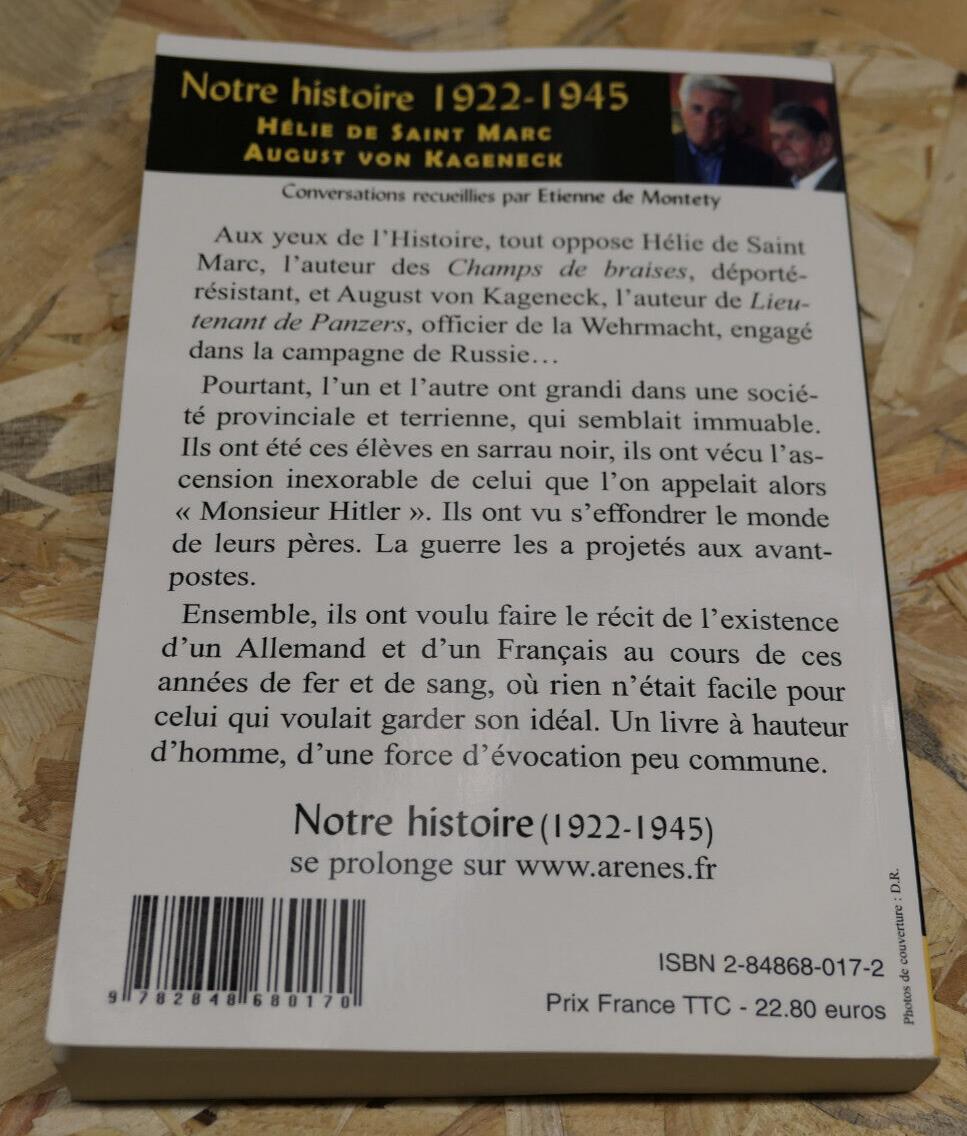 Notre histoire 1922-1945
HÉLIE DE SAINT MARC
AUGUST VON KAGENECK
Conversations recueillies par Etienne de Montety
Aux yeux de l'Histoire, tout oppose Hélie de Saint
Marc, l'auteur des Champs de braises, déporté-
résistant, et August von Kageneck, l'auteur de Lieu-
tenant de Panzers, officier de la Wehrmacht, engagé
dans la campagne de Russie...
Pourtant, l'un et l'autre ont grandi dans une socié-
té provinciale et terrienne, qui semblait immuable.
Ils ont été ces élèves en sarrau noir, ils ont vécu l'as-
cension inexorable de celui que l'on appelait alors
« Monsieur Hitler ». Ils ont vu s'effondrer le monde
de leurs pères. La guerre les a projetés aux avant-
postes.
Ensemble, ils ont voulu faire le récit de l'existence
d'un Allemand et d'un Français au cours de ces
années de fer et de sang, où rien n'était facile pour
celui qui voulait garder son idéal. Un livre à hauteur
d'homme, d'une force d'évocation peu commune.
Notre histoire (1922-1945)
se prolonge sur www.arenes.fr
9 782848 680170
ISBN 2-84868-017-2
Prix France TTC - 22.80 euros
Photos de couverture : D.R.